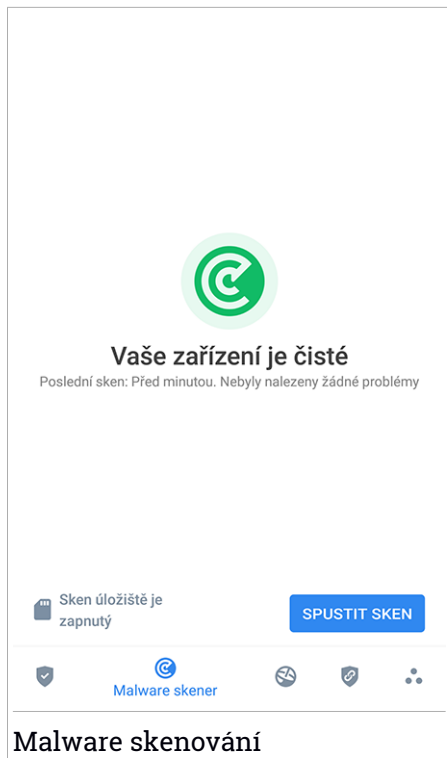 Vaše zařízení je čisté
Poslední sken: Před minutou. Nebyly nalezeny žádné problémy
Sken úložiště je
zapnutý
SPUSTIT SKEN
Malware skener
Malware skenování